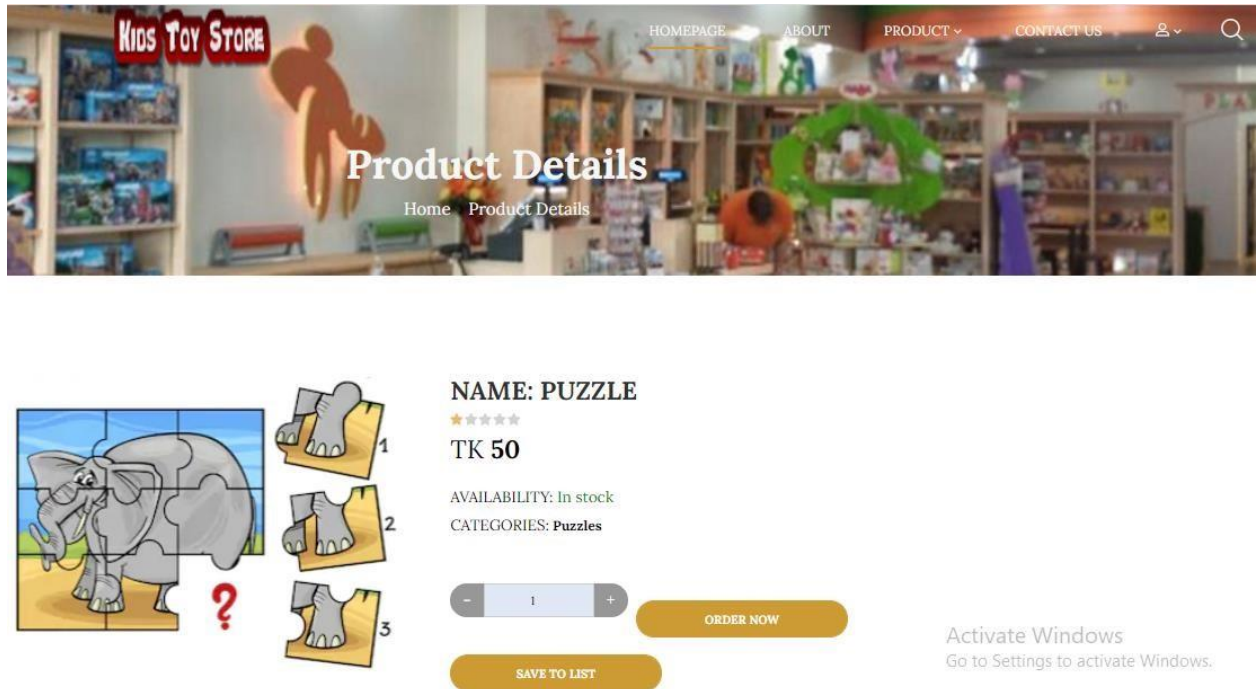 KIDS TOY STORE
HOMEPAGE ABOUT PRODUCT CONTACT US
HABA
PLA
Product Details
Home Product Details
NAME: PUZZLE
TK 50
AVAILABILITY: In stock
CATEGORIES: Puzzles
1
2
?
3
- 1 +
ORDER NOW
SAVE TO LIST
Activate Windows
Go to Settings to activate Windows.